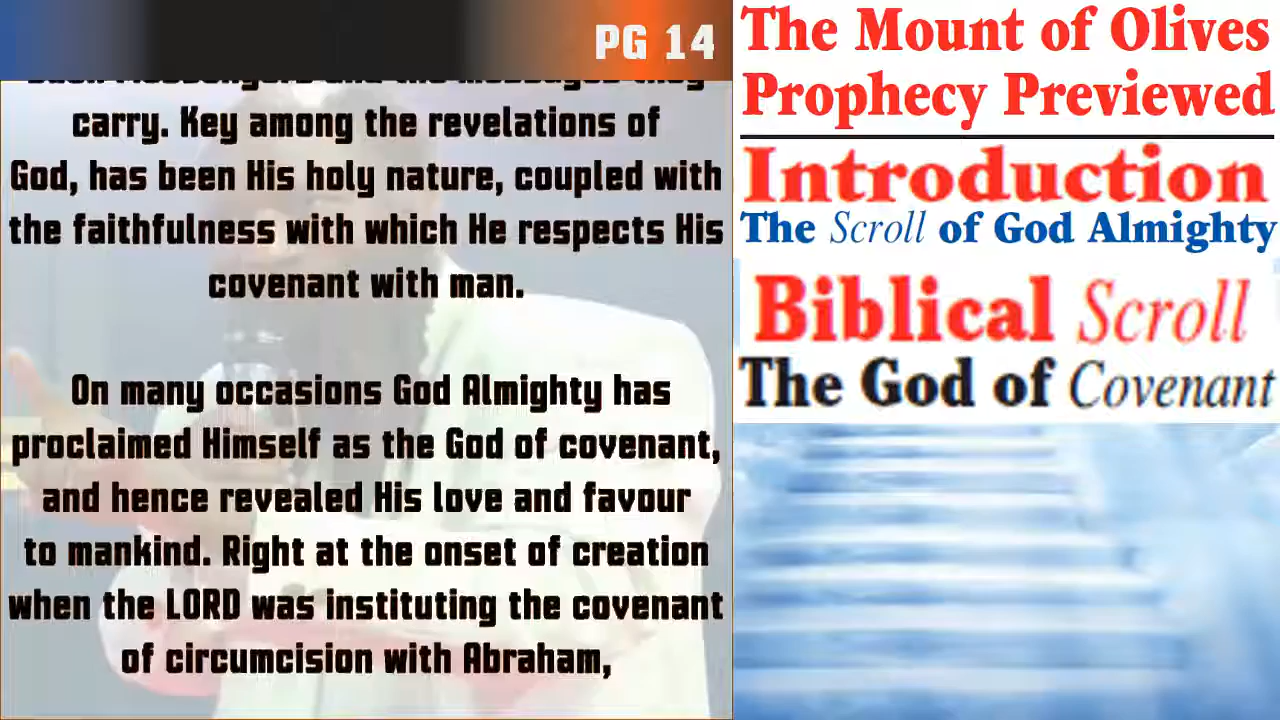 PG 14
carry. Key among the revelations of
God, has been His holy nature, coupled with
the faithfulness with which He respects His
covenant with man.
On many occasions God Almighty has
proclaimed Himself as the God of covenant,
and hence revealed His love and favour
to mankind. Right at the onset of creation
when the LORD was instituting the covenant
of circumcision with Abraham,
The Mount of Olives
Prophecy Previewed
Introduction
The Scroll of God Almighty
Biblical Scroll
The God of Covenant